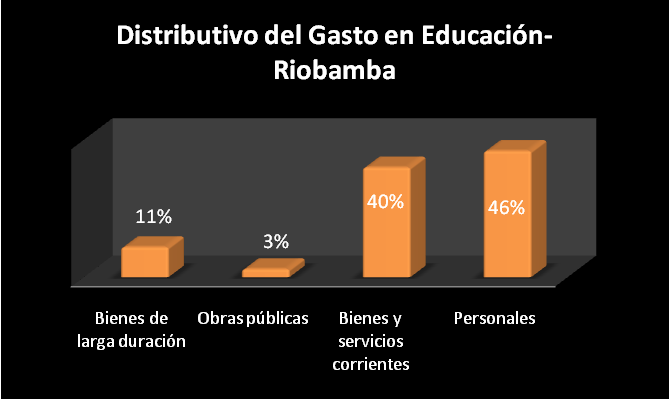 Distributivo del Gasto en Educación-
Riobamba
11%
3%
40%
46%
Bienes de
larga duración
Obras públicas
Bienes y
servicios
corrientes
Personales